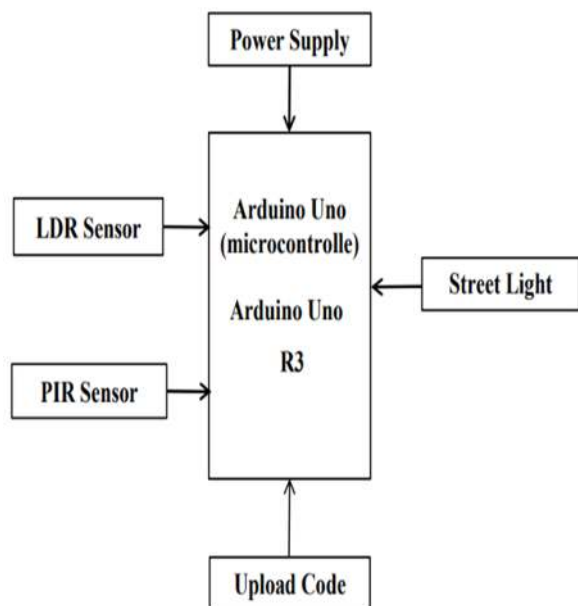 Power Supply
LDR Sensor
Arduino Uno
(microcontrolle)
Arduino Uno
R3
Street Light
PIR Sensor
Upload Code